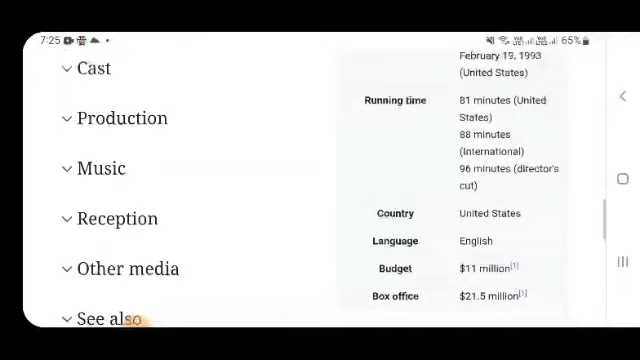 7:25
65%
Cast
Production
Music
Reception
Other media
See also
February 19, 1993
(United States)
Running time
81 minutes (United
States)
88 minutes
(International)
96 minutes (director's
cut)
Country
United States
Language
English
Budget
$11 million[1]
Box office
$21.5 million[1]